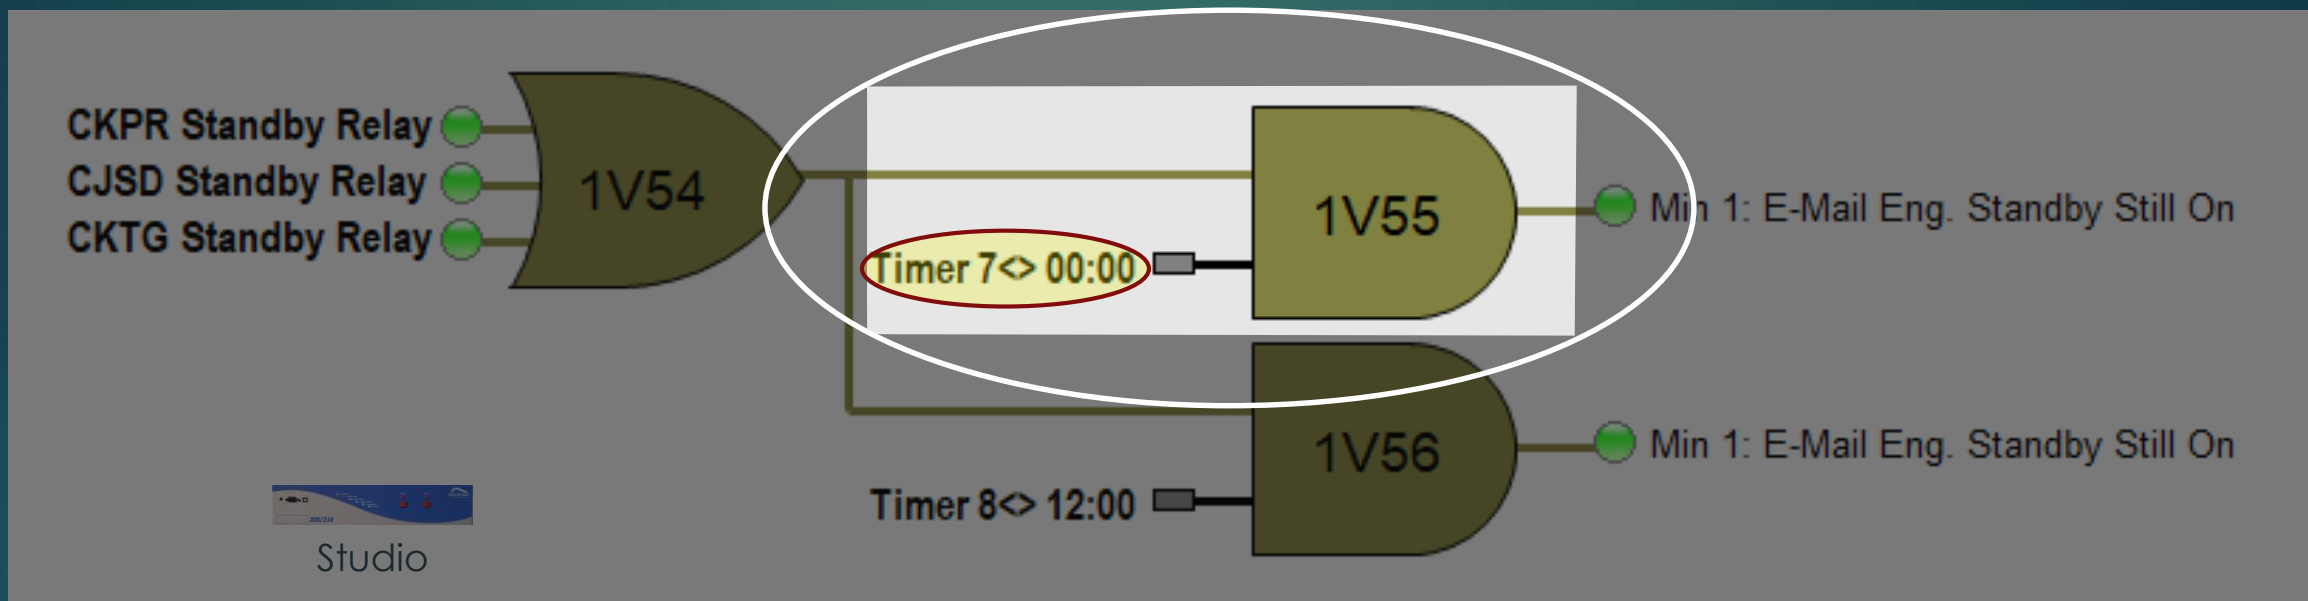 CKPR Standby Relay
CJSD Standby Relay
CKTG Standby Relay
1V54
1V55
Timer 7<> 00:00
Min 1: E-Mail Eng. Standby Still On
1V56
Timer 8<> 12:00
Min 1: E-Mail Eng. Standby Still On
Studio